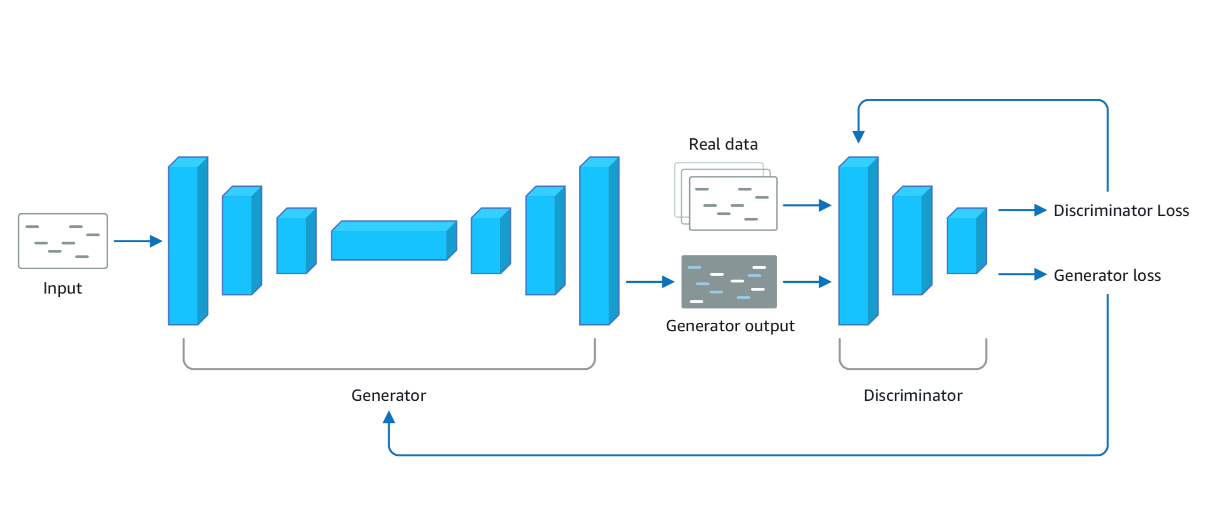 Input
Generator
Real data
Generator output
Discriminator
Discriminator Loss
Generator loss